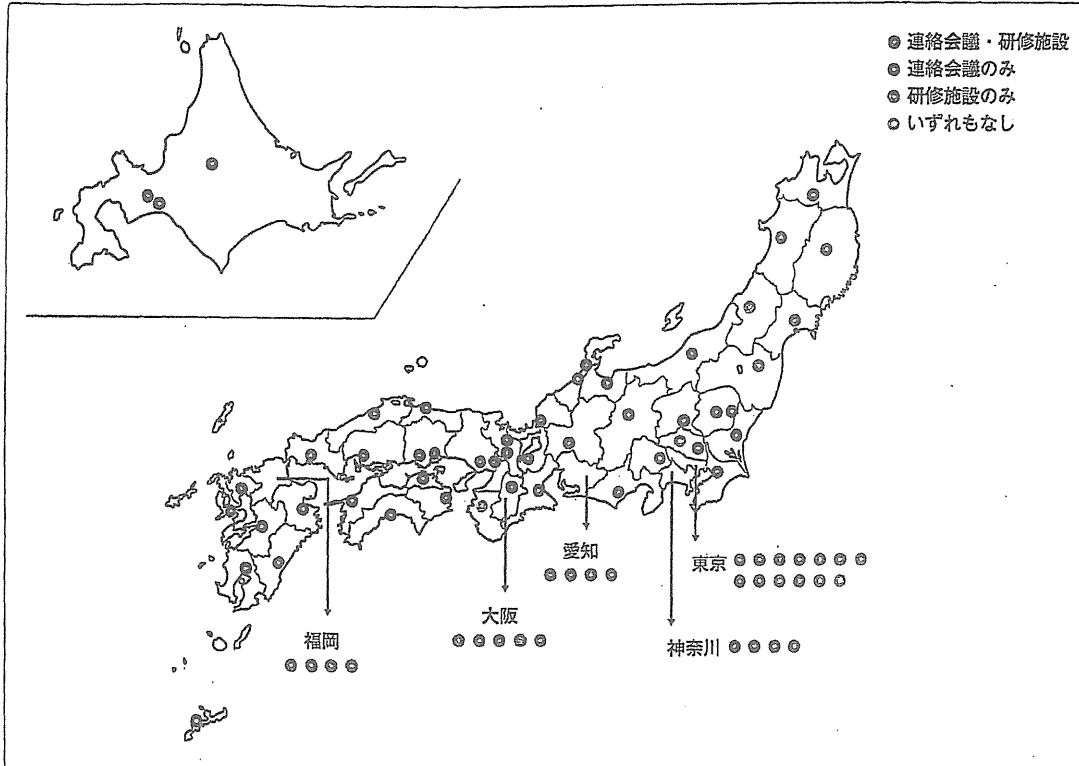 連絡会議・研修施設
連絡会議のみ
研修施設のみ
いずれもなし
愛知
東京
大阪
神奈川
福岡